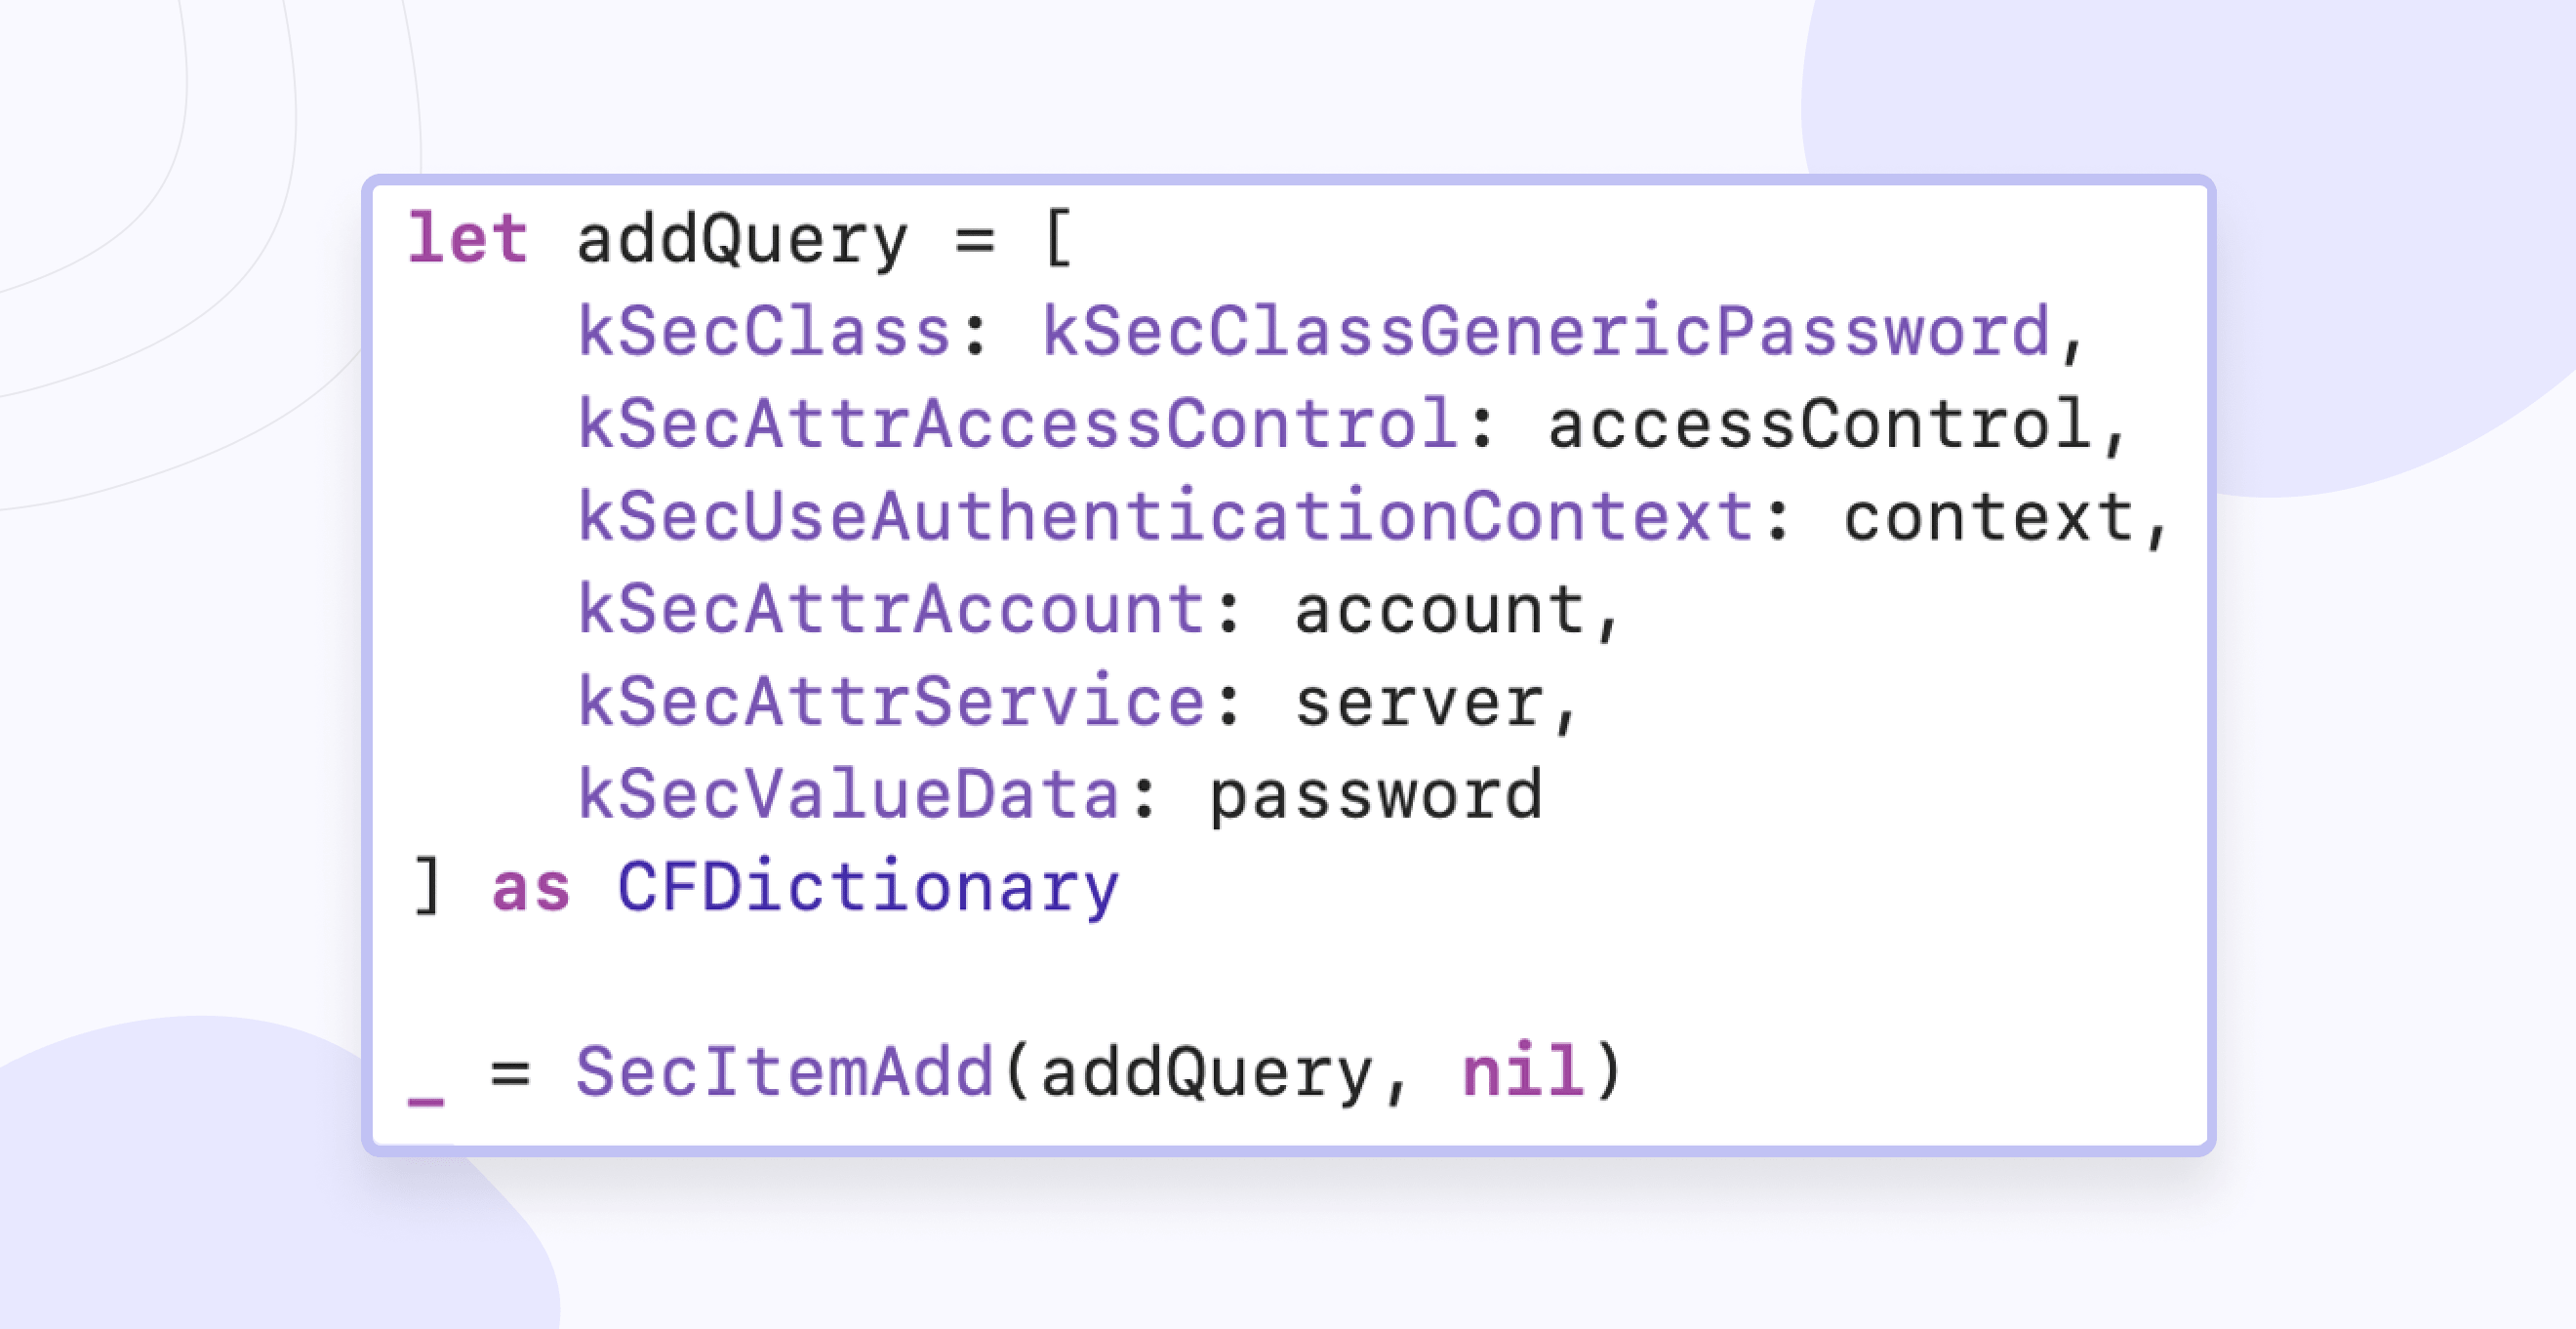 let addQuery = [
    kSecClass: kSecClassGenericPassword,
    kSecAttrAccessControl: accessControl,
    kSecUseAuthenticationContext: context,
    kSecAttrAccount: account,
    kSecAttrService: server,
    kSecValueData: password
] as CFDictionary
_ = SecItemAdd(addQuery, nil)